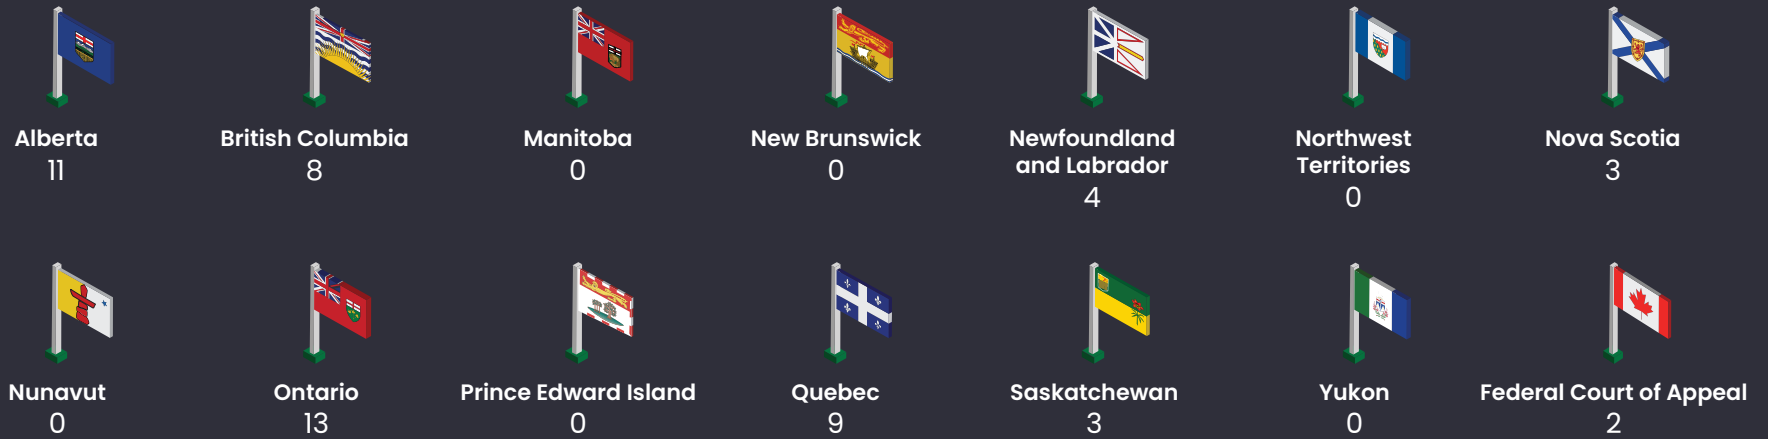 Alberta
11
British Columbia
8
Manitoba
0
New Brunswick
0
Newfoundland
and Labrador
4
Northwest
Territories
0
Nova Scotia
3
Nunavut
0
Ontario
13
Prince Edward Island
0
Quebec
9
Saskatchewan
3
Yukon
0
Federal Court of Appeal
2